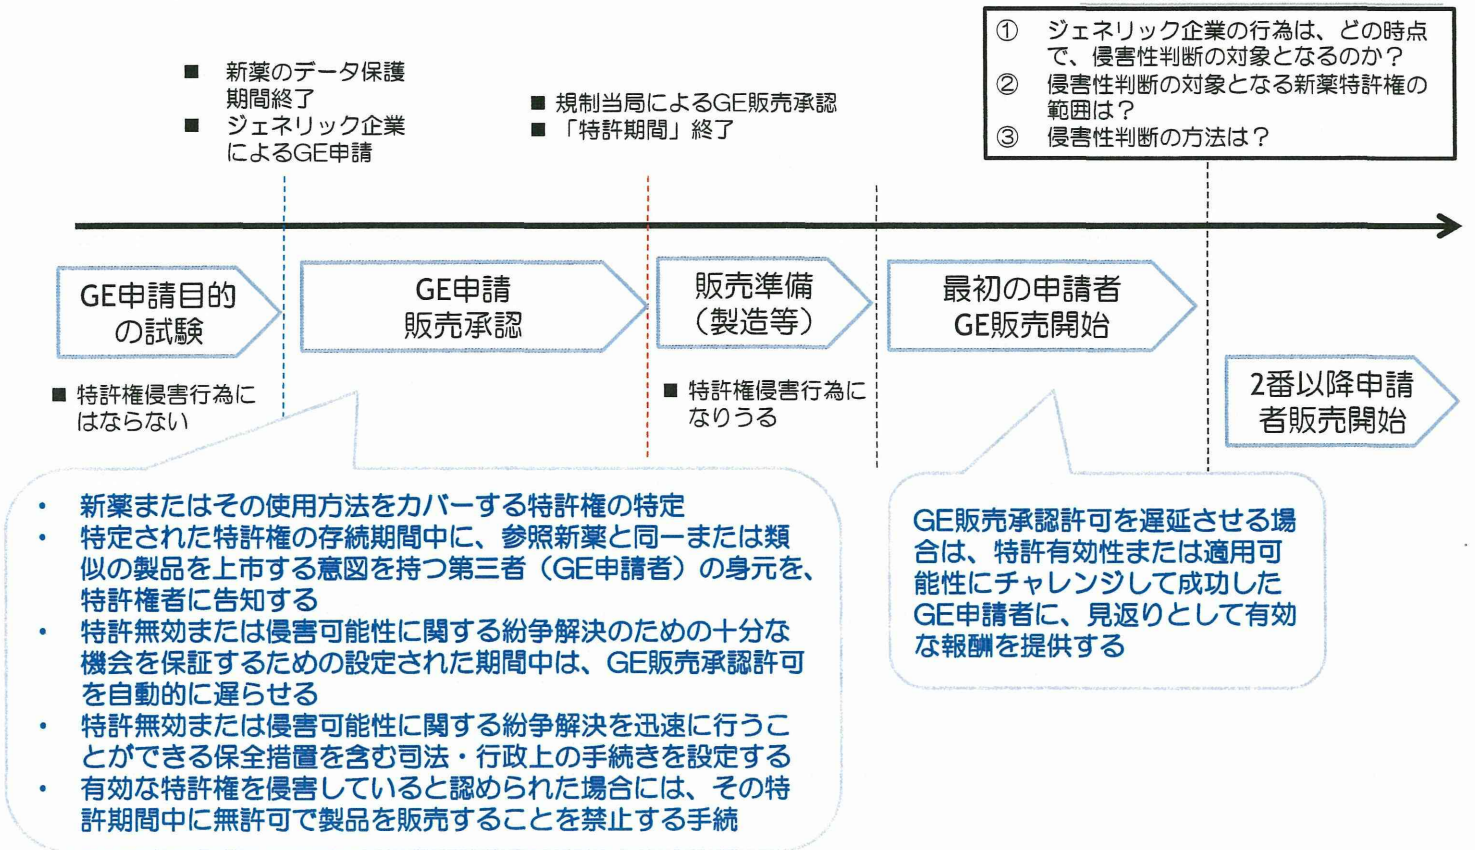 ① ジェネリック企業の行為は、どの時点
で、侵害性判断の対象となるのか？
② 侵害性判断の対象となる新薬特許権の
範囲は？
③ 侵害性判断の方法は？
■ 新薬のデータ保護
期間終了
■ ジェネリック企業
によるGE申請
■ 規制当局によるGE販売承認
■ 「特許期間」終了
GE申請目的
の試験
GE申請
販売承認
販売準備
（製造等）
最初の申請者
GE販売開始
2番以降申請
者販売開始
■ 特許権侵害行為に
はならない
■ 特許権侵害行為に
なりうる
・ 新薬またはその使用方法をカバーする特許権の特定
・ 特定された特許権の存続期間中に、参照新薬と同一または類
似の製品を上市する意図を持つ第三者（GE申請者）の身元を、
特許権者に告知する
・ 特許無効または侵害可能性に関する紛争解決のための十分な
機会を保証するための設定された期間中は、GE販売承認許可
を自動的に遅らせる
・ 特許無効または侵害可能性に関する紛争解決を迅速に行うこ
とができる保全措置を含む司法・行政上の手続きを設定する
・ 有効な特許権を侵害していると認められた場合には、その特
許期間中に無許可で製品を販売することを禁止する手続
GE販売承認許可を遅延させる場
合は、特許有効性または適用可
能性にチャレンジして成功した
GE申請者に、見返りとして有効
な報酬を提供する